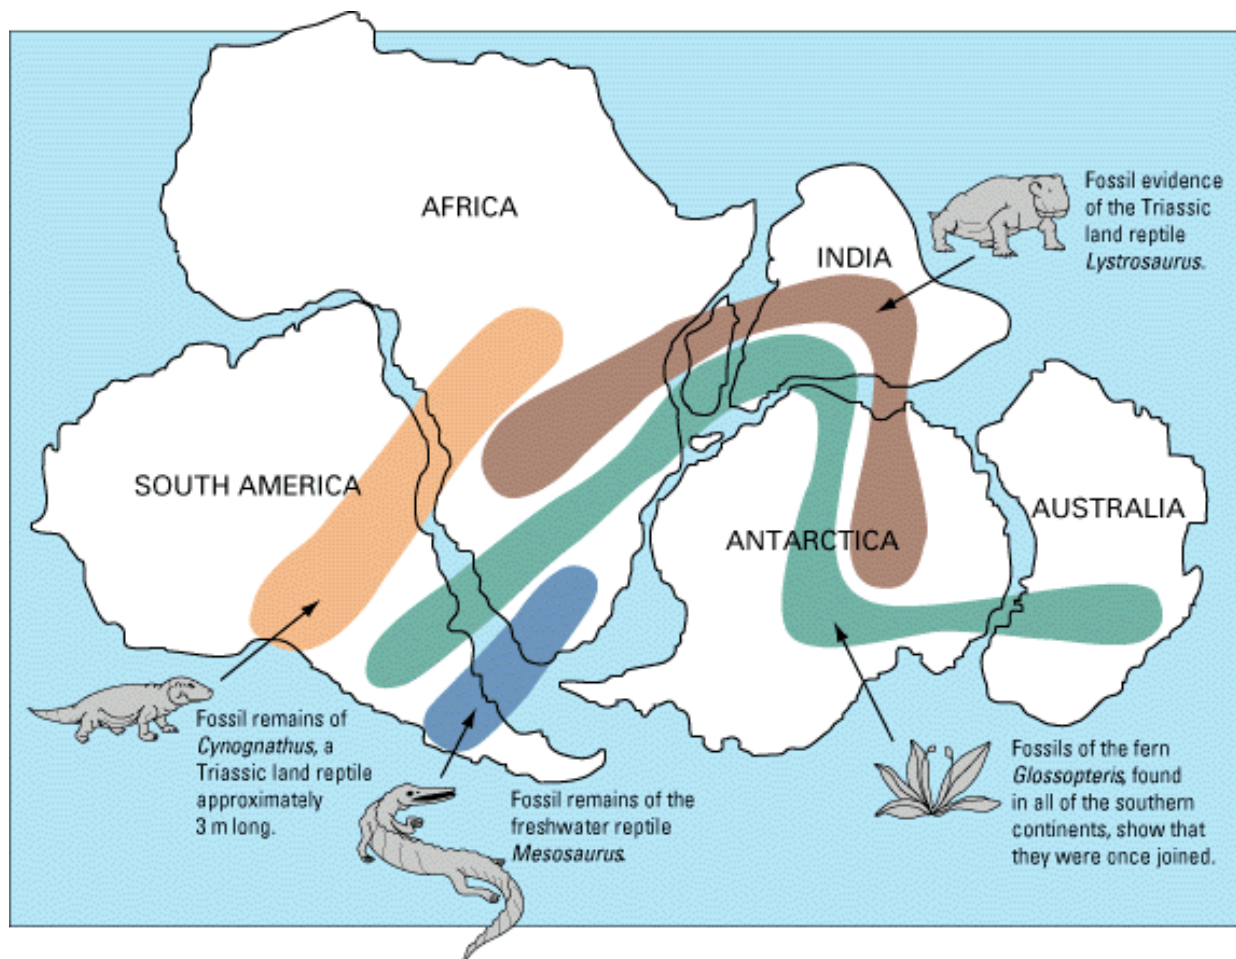 AFRICA
INDIA
Fossil evidence
of the Triassic
land reptile
Lystrosaurus.
SOUTH AMERICA
ANTARCTICA
AUSTRALIA
Fossil remains of
Cynognathus, a
Triassic land reptile
approximately
3 m long.
Fossil remains of the
freshwater reptile
Mesosaurus.
Fossils of the fern
Glossopteris, found
in all of the southern
continents, show that
they were once joined.